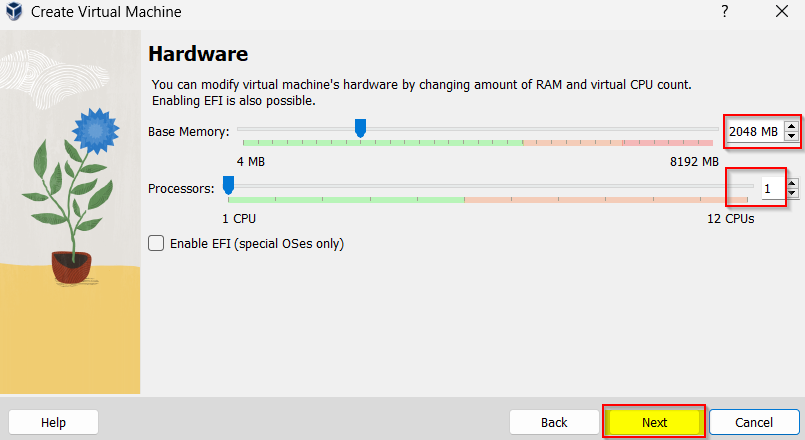 Create Virtual Machine
?
Hardware
You can modify virtual machine's hardware by changing amount of RAM and virtual CPU count.
Enabling EFI is also possible.
Base Memory:
2048 MB
4 MB
8192 MB
Processors:
1
1 CPU
12 CPUs
Enable EFI (special OSes only)
Help
Back
Next
Cancel